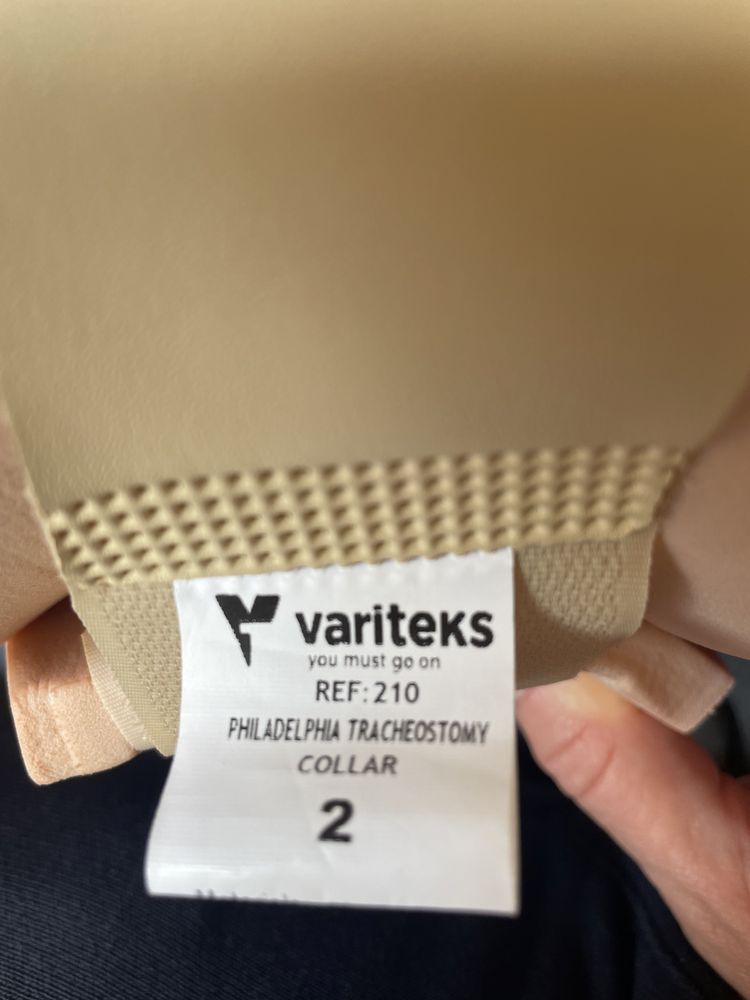 variteks
you must go on
REF: 210
PHILADELPHIA TRACHEOSTOMY
COLLAR
2